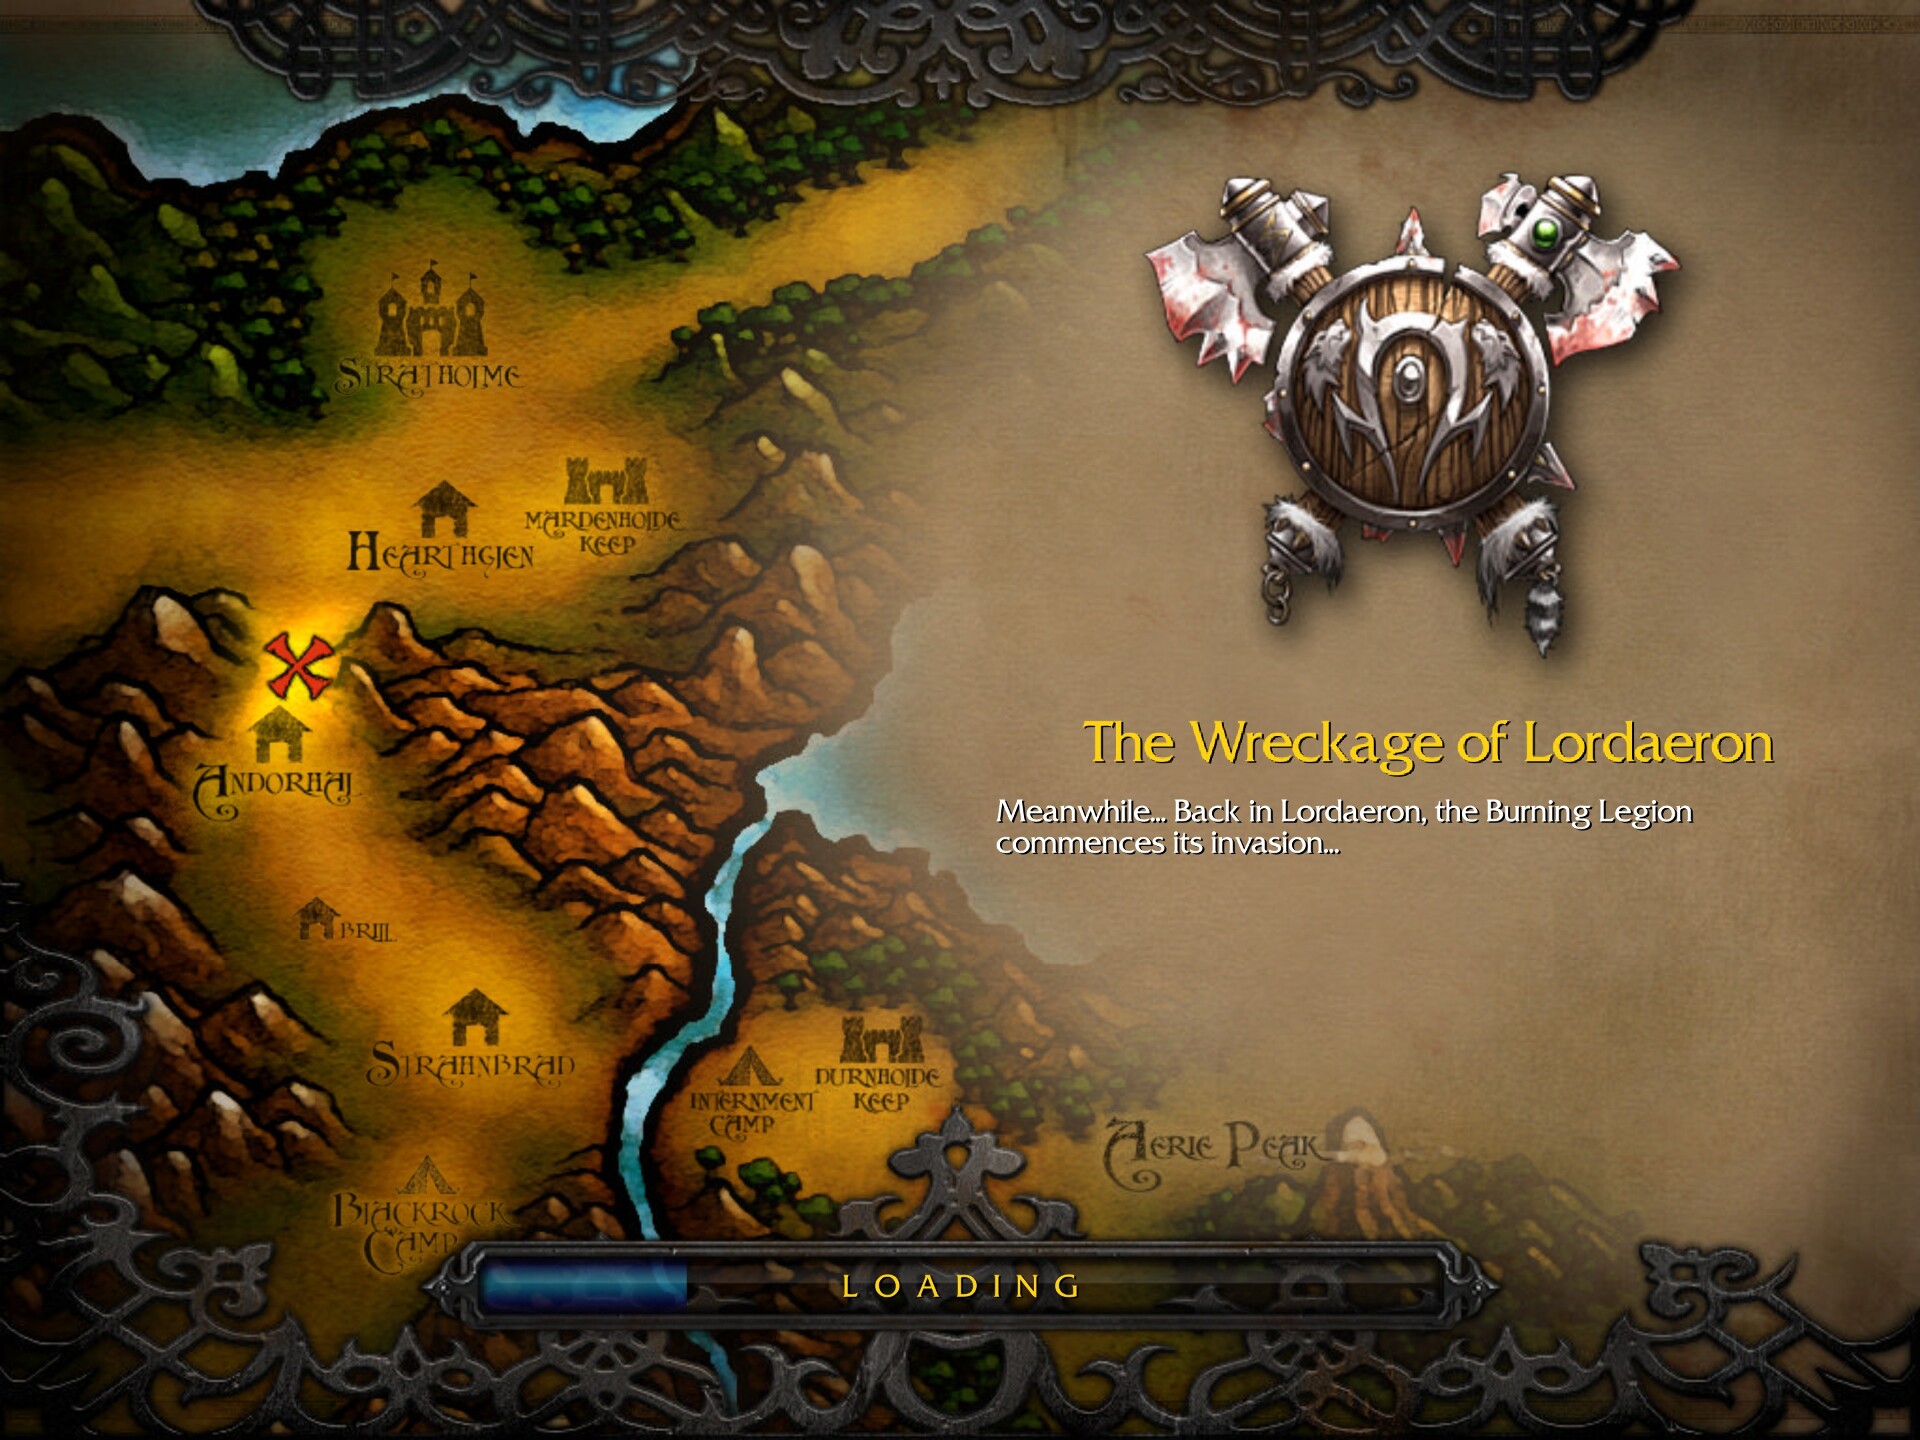 STRATHOLME
HEARTHGLEN
MARDENHOLDE
KEEP
ANDORHAL
BRILL
STRAHNBRAD
INTERNMENT
CAMP
DURNHOLDE
KEEP
AERIE PEAK
BLACKROCK
CAMP
The Wreckage of Lordaeron
Meanwhile... Back in Lordaeron, the Burning Legion
commences its invasion...
LOADING